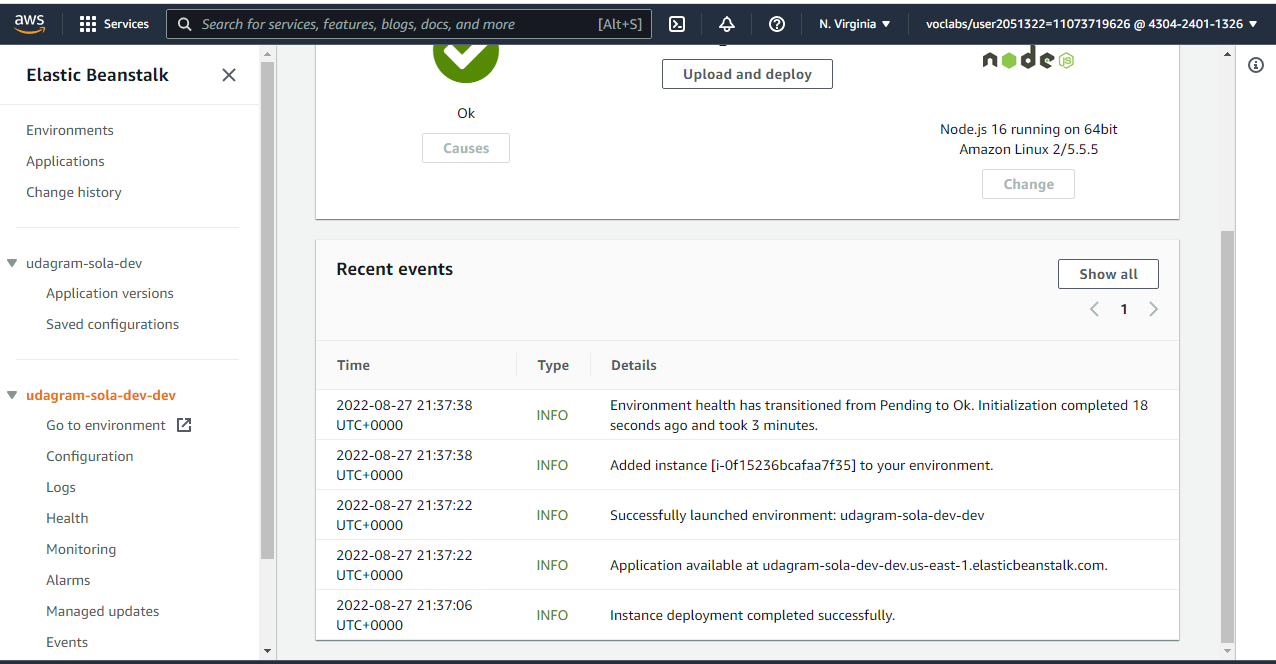 aws
Services
Search for services, features, blogs, docs, and more [Alt+S]
N. Virginia
voclabs/user2051322=11073719626 @ 4304-2401-1326
Elastic Beanstalk
Environments
Applications
Change history
udagram-sola-dev
Application versions
Saved configurations
udagram-sola-dev-dev
Go to environment
Configuration
Logs
Health
Monitoring
Alarms
Managed updates
Events
Ok
Causes
Upload and deploy
node
JS
Node.js 16 running on 64bit
Amazon Linux 2/5.5.5
Change
Recent events
Show all
1
Time Type Details
2022-08-27 21:37:38
UTC+0000
INFO
Environment health has transitioned from Pending to Ok. Initialization completed 18
seconds ago and took 3 minutes.
2022-08-27 21:37:38
UTC+0000
INFO
Added instance [i-0f15236bcafaa7f35] to your environment.
2022-08-27 21:37:22
UTC+0000
INFO
Successfully launched environment: udagram-sola-dev-dev
2022-08-27 21:37:22
UTC+0000
INFO
Application available at udagram-sola-dev-dev.us-east-1.elasticbeanstalk.com.
2022-08-27 21:37:06
UTC+0000
INFO
Instance deployment completed successfully.